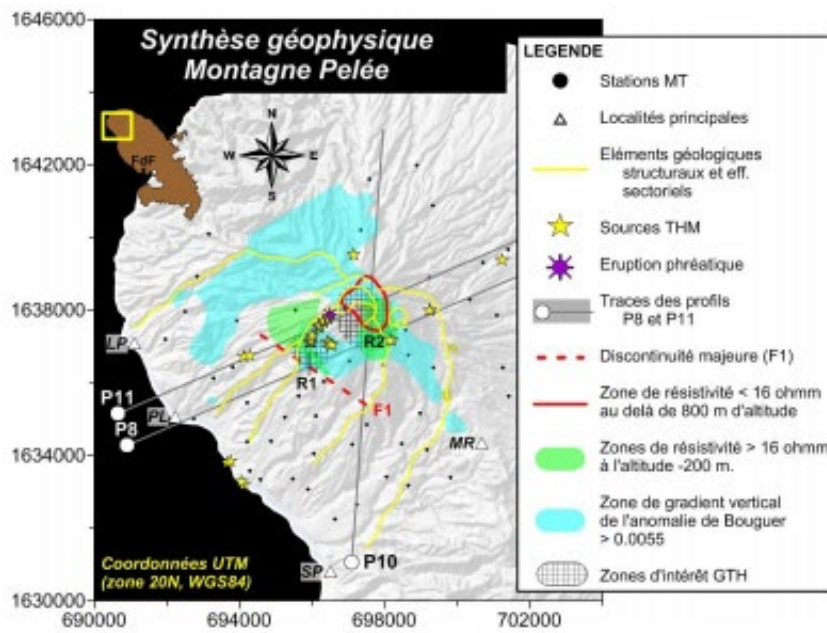 1646000
1642000
1638000
1634000
1630000
690000
694000
698000
702000
Synthèse géophysique
Montagne Pelée
FdF
N
W
E
S
LP
P11
PL
P8
R1
R2
F1
MR
SP
P10
Coordonnées UTM
(zone 20N, WGS84)
LEGENDE
Stations MT
Localités principales
Eléments géologiques
structuraux et eff.
sectoriels
Sources THM
Eruption phréatique
Traces des profils
P8 et P11
Discontinuité majeure (F1)
Zone de résistivité < 16 ohmm
au delà de 800 m d'altitude
Zones de résistivité > 16 ohmm
à l'altitude -200 m.
Zone de gradient vertical
de l'anomalie de Bouguer
> 0.0055
Zones d'intérêt GTH